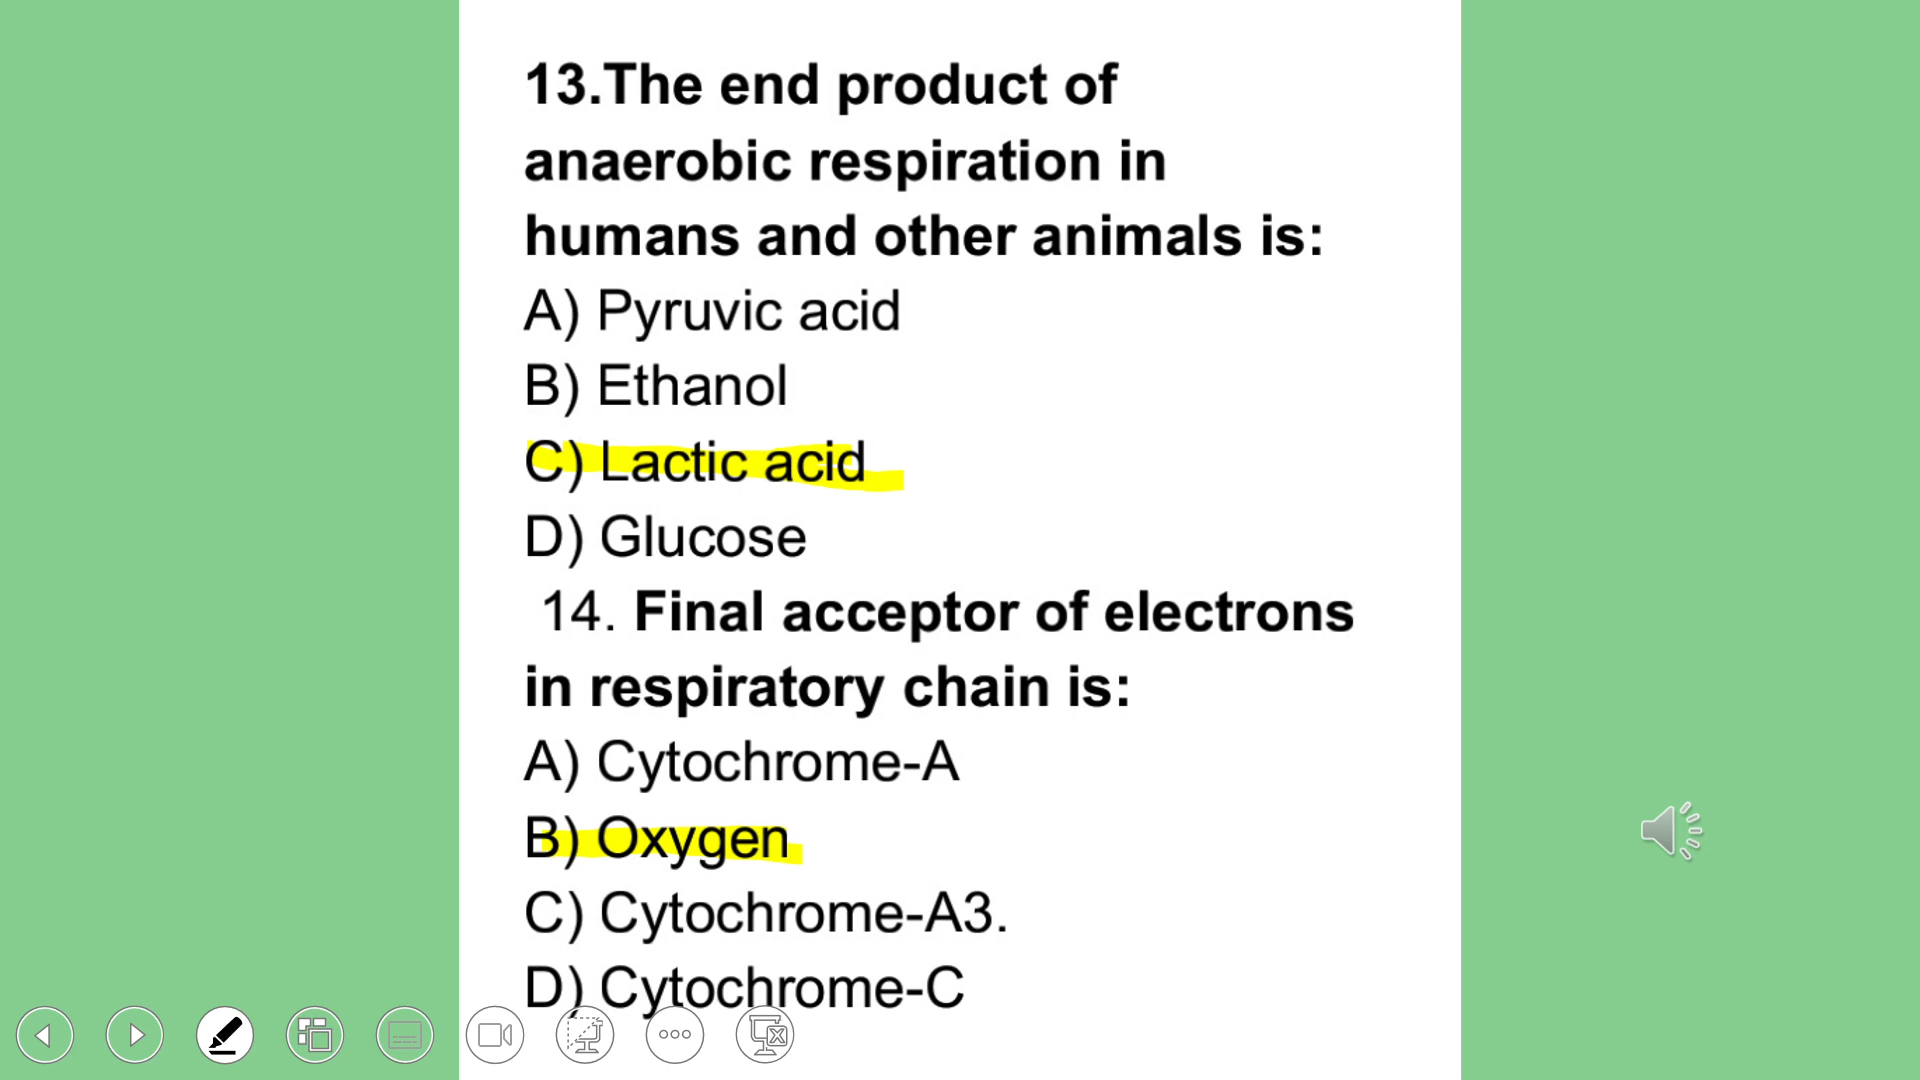 13.The end product of
anaerobic respiration in
humans and other animals is:
A) Pyruvic acid
B) Ethanol
C) Lactic acid
D) Glucose
14. Final acceptor of electrons
in respiratory chain is:
A) Cytochrome-A
B) Oxygen
C) Cytochrome-A3.
D) Cytochrome-C